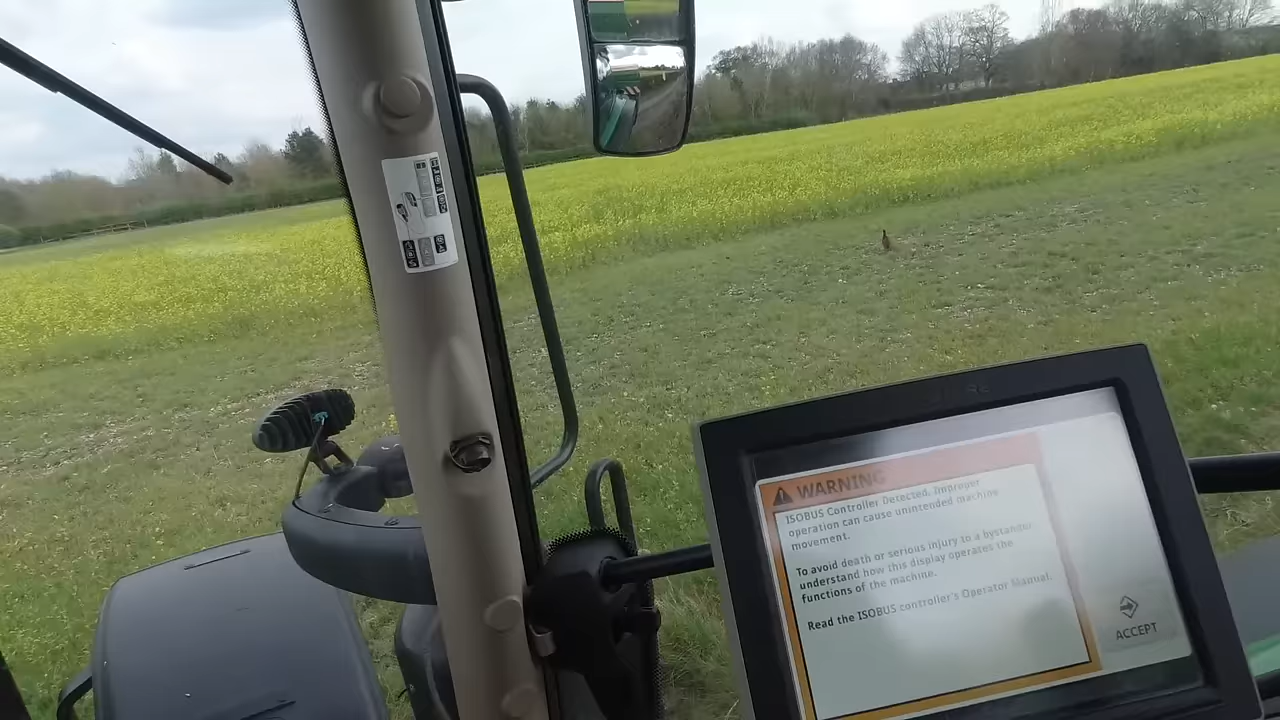 WARNING
ISOBUS Controller Detected. Improper
operation can cause unintended machine
movement.
To avoid death or serious injury to a bystander
understand how this display operates the
functions of the machine.
Read the ISOBUS controller's Operator Manual.
ACCEPT